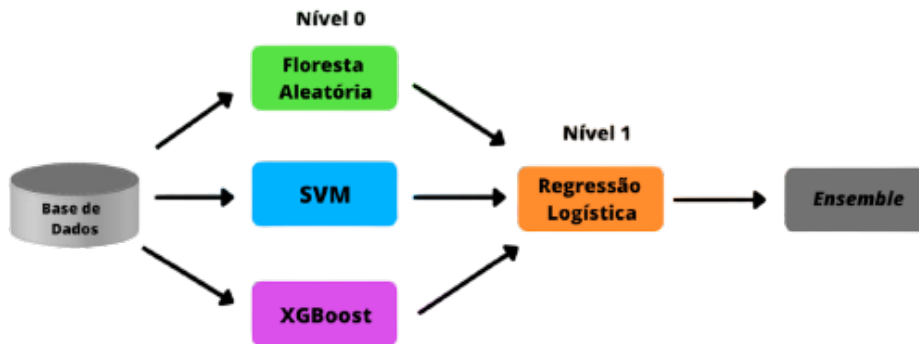 Nível 0
Floresta
Aleatória
Nível 1
Base de
Dados
SVM
Regressão
Logística
Ensemble
XGBoost